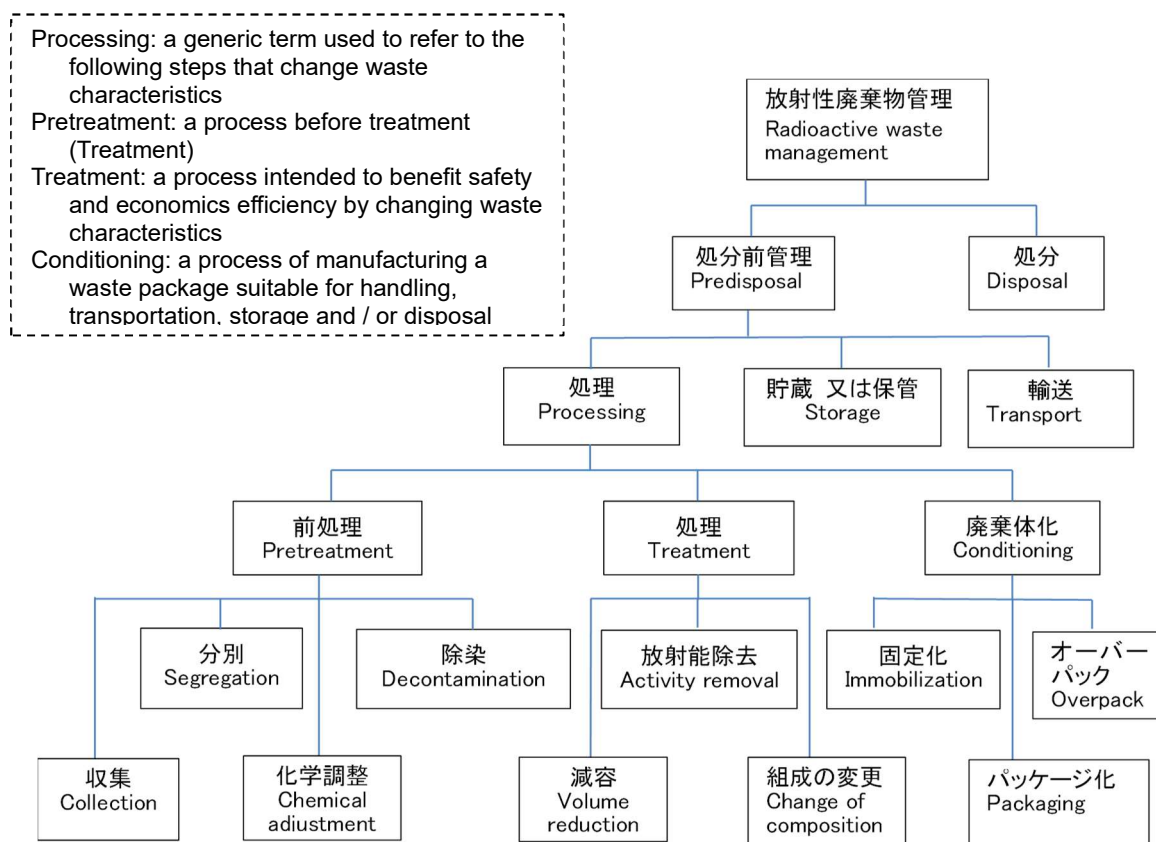 Processing: a generic term used to refer to the
following steps that change waste
characteristics
Pretreatment: a process before treatment
(Treatment)
Treatment: a process intended to benefit safety
and economics efficiency by changing waste
characteristics
Conditioning: a process of manufacturing a
waste package suitable for handling,
transportation, storage and / or disposal
放射性廃棄物管理
Radioactive waste
management
処分前管理
Predisposal
処分
Disposal
処理
Processing
貯蔵 又は保管
Storage
輸送
Transport
前処理
Pretreatment
処理
Treatment
廃棄体化
Conditioning
分別
Segregation
除染
Decontamination
放射能除去
Activity removal
固定化
Immobilization
オーバー
パック
Overpack
収集
Collection
化学調整
Chemical
adiustment
減容
Volume
reduction
組成の変更
Change of
composition
パッケージ化
Packaging